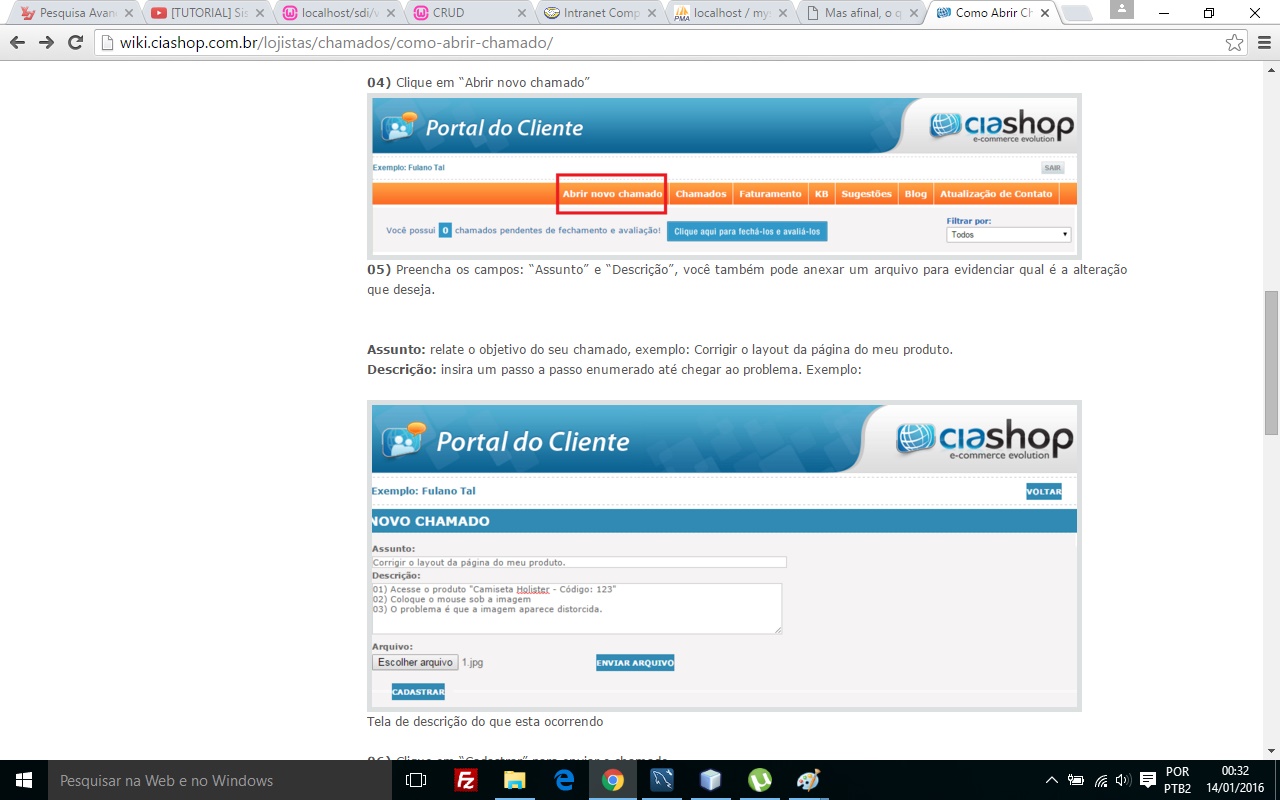 Pesquisa Avan
[TUTORIAL] Sis
localhost/sdi/v
CRUD
Intranet Comp
localhost / mys
Mas afinal, o q
Como Abrir Ch
wiki.ciashop.com.br/lojistas/chamados/como-abrir-chamado/
04) Clique em “Abrir novo chamado”
Portal do Cliente
ciashop
e-commerce evolution
Exemplo: Fulano Tal
SAIR
Abrir novo chamado Chamados Faturamento KB Sugestões Blog Atualização de Contato
Você possui 0 chamados pendentes de fechamento e avaliação! Clique aqui para fechá-los e avaliá-los
Filtrar por:
Todos
05) Preencha os campos: “Assunto” e “Descrição”, você também pode anexar um arquivo para evidenciar qual é a alteração
que deseja.
Assunto: relate o objetivo do seu chamado, exemplo: Corrigir o layout da página do meu produto.
Descrição: insira um passo a passo enumerado até chegar ao problema. Exemplo:
Portal do Cliente
ciashop
e-commerce evolution
Exemplo: Fulano Tal
VOLTAR
NOVO CHAMADO
Assunto:
Corrigir o layout da página do meu produto.
Descrição:
01) Acesse o produto "Camiseta Holister - Código: 123"
02) Coloque o mouse sob a imagem
03) O problema é que a imagem aparece distorcida.
Arquivo:
Escolher arquivo 1.jpg
ENVIAR ARQUIVO
CADASTRAR
Tela de descrição do que esta ocorrendo
06) Clique em “Cadastrar” para enviar o chamado
Pesquisar na Web e no Windows
POR
PTB2
00:32
14/01/2016